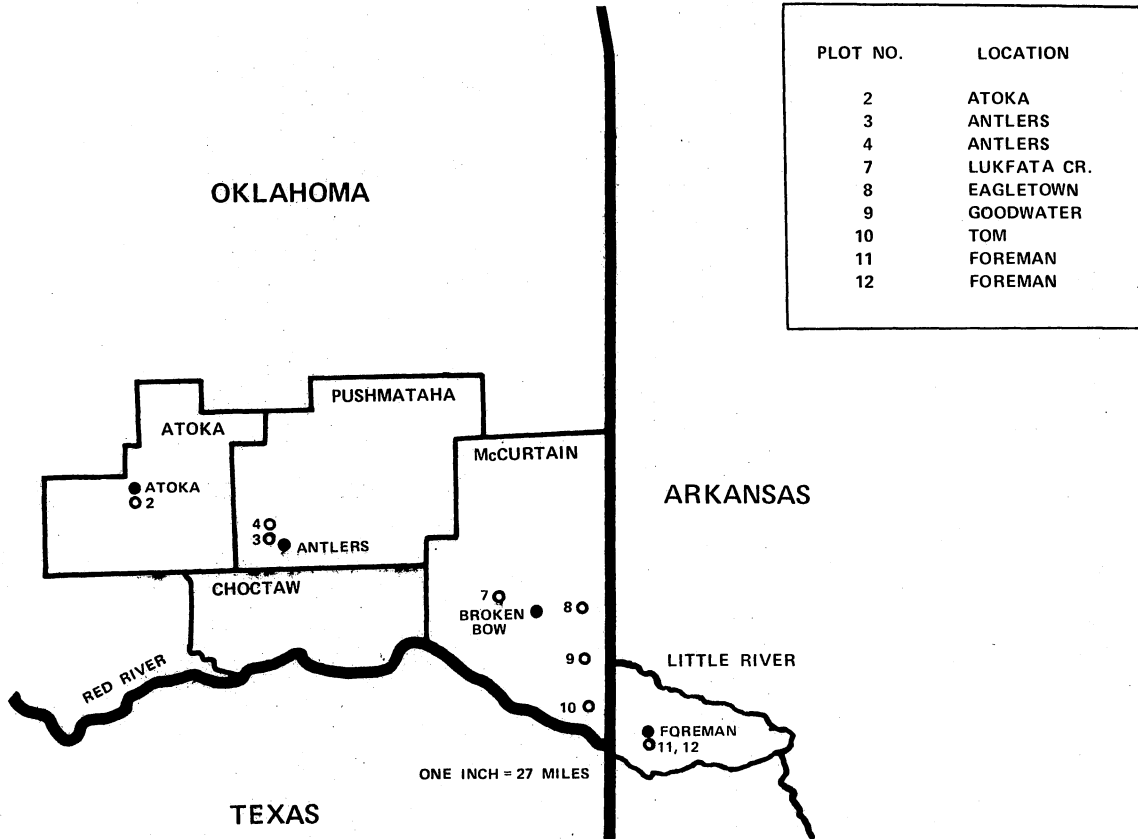 PLOT NO. LOCATION
2 ATOKA
3 ANTLERS
4 ANTLERS
7 LUKFATA CR.
8 EAGLETOWN
9 GOODWATER
10 TOM
11 FOREMAN
12 FOREMAN
OKLAHOMA
PUSHMATAHA
ATOKA
McCURTAIN
ATOKA
2
ARKANSAS
4
3
ANTLERS
CHOCTAW
7
BROKEN
BOW
8
9
LITTLE RIVER
RED RIVER
10
FOREMAN
11, 12
ONE INCH = 27 MILES
TEXAS